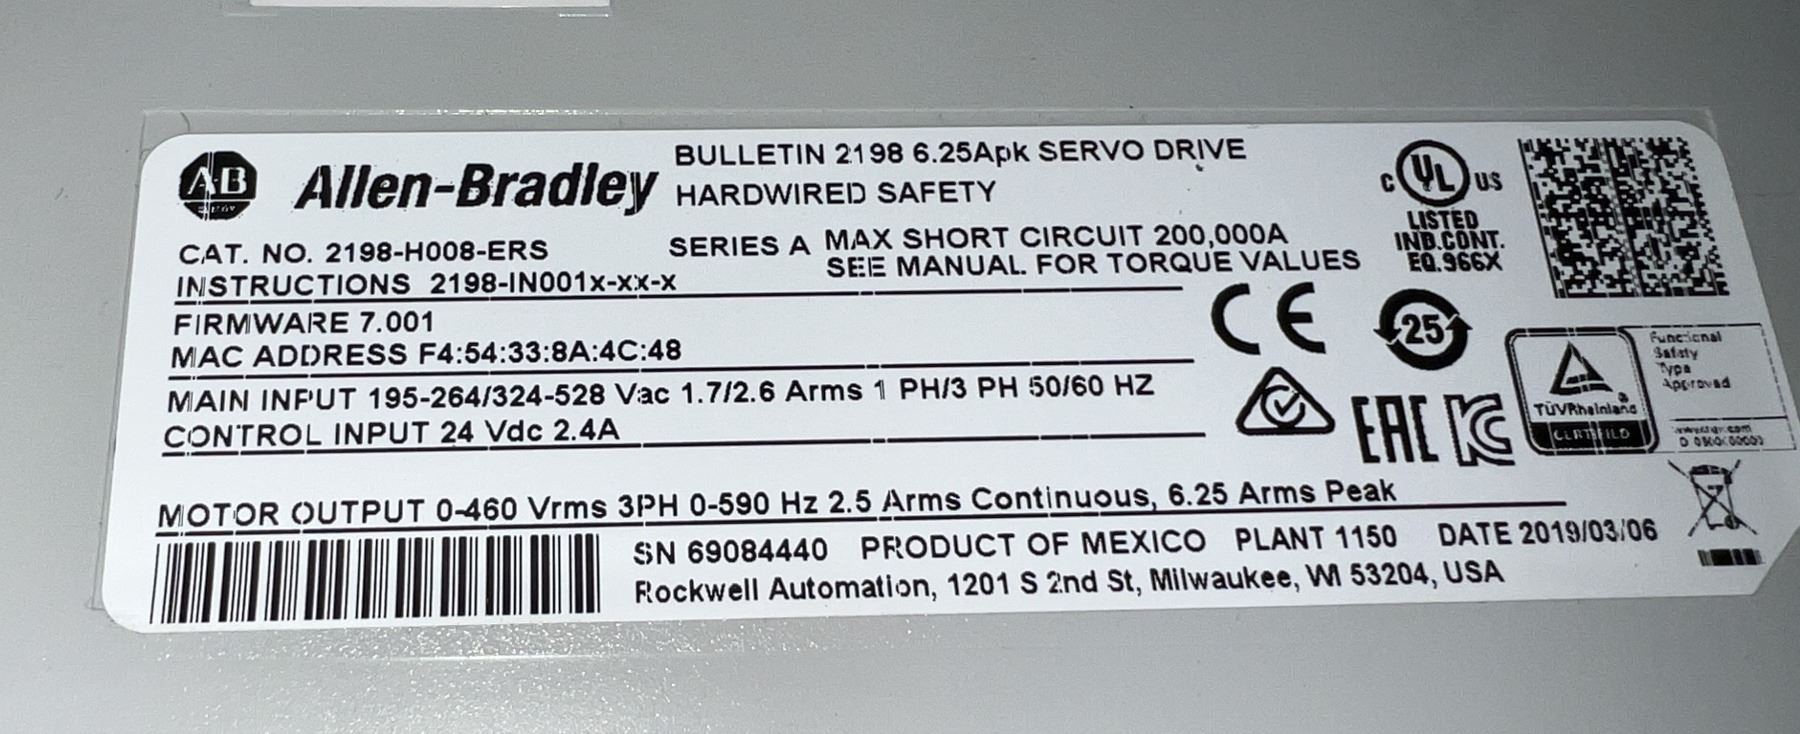 AB
Allen-Bradley
BULLETIN 2198 6.25Apk SERVO DRIVE
HARDWIRED SAFETY
CAT. NO. 2198-H008-ERS
SERIES A
MAX SHORT CIRCUIT 200,000A
SEE MANUAL FOR TORQUE VALUES
INSTRUCTIONS 2198-IN001x-xx-x
FIRMWARE 7.001
MAC ADDRESS F4:54:33:8A:4C:48
MAIN INPUT 195-264/324-528 Vac 1.7/2.6 Arms 1 PH/3 PH 50/60 HZ
CONTROL INPUT 24 Vdc 2.4A
MOTOR OUTPUT 0-460 Vrms 3PH 0-590 Hz 2.5 Arms Continuous, 6.25 Arms Peak
SN 69084440 PRODUCT OF MEXICO PLANT 1150 DATE 2019/03/06
Rockwell Automation, 1201 S 2nd St, Milwaukee, WI 53204, USA
C UL US
LISTED
IND.CONT.
EQ.966X
CE
25
EAC
KC
TÜVRheinland
CERTIFIED
Functional
Safety
Type
Approved